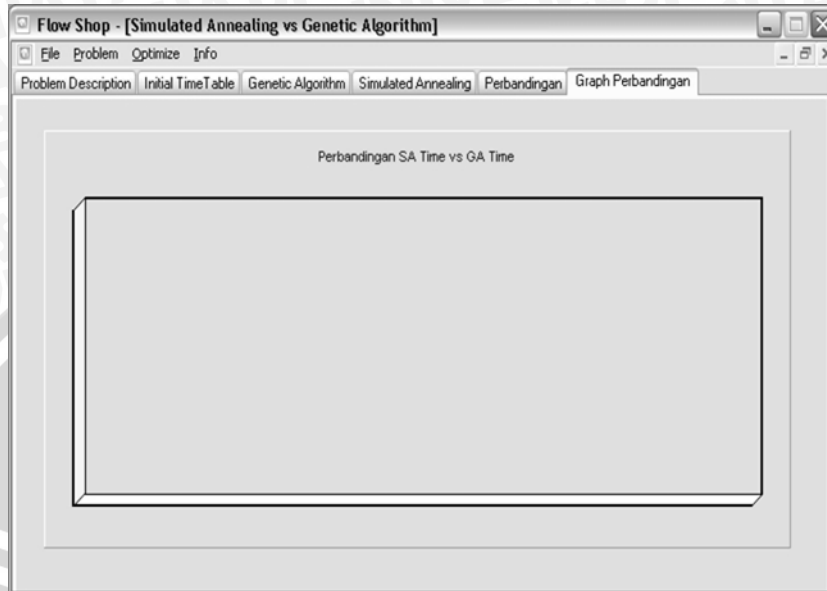 Flow Shop - [Simulated Annealing vs Genetic Algorithm]
File Problem Optimize Info
Problem Description Initial TimeTable Genetic Algorithm Simulated Annealing Perbandingan Graph Perbandingan
Perbandingan SA Time vs GA Time